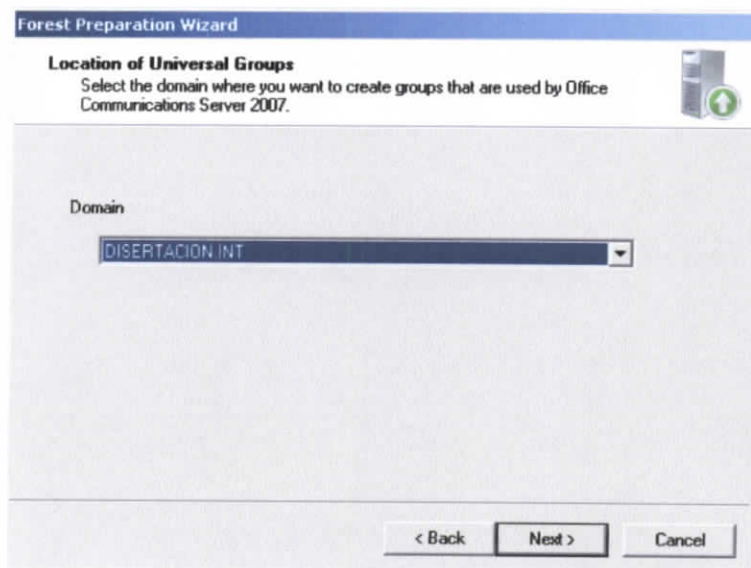 Forest Preparation Wizard
Location of Universal Groups
Select the domain where you want to create groups that are used by Office
Communications Server 2007.
Domain
DISERTACION.INT
< Back
Next >
Cancel